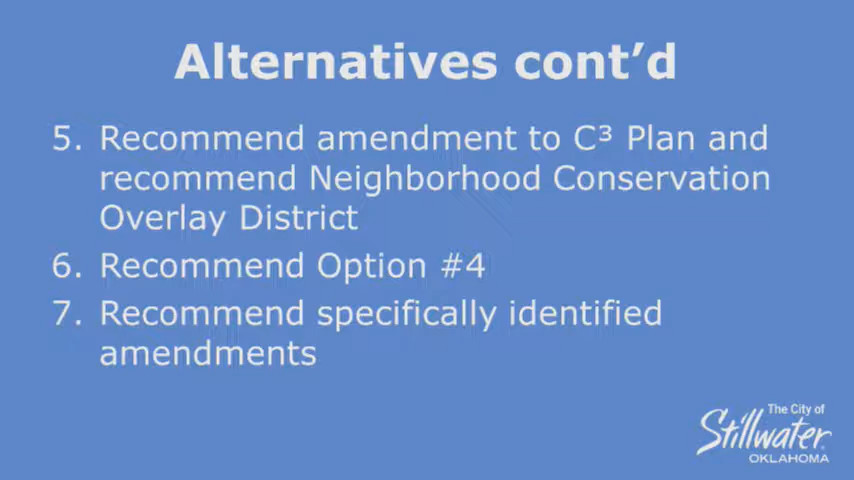 Alternatives cont’d
5. Recommend amendment to C³ Plan and
recommend Neighborhood Conservation
Overlay District
6. Recommend Option #4
7. Recommend specifically identified
amendments
The City of
Stillwater
OKLAHOMA